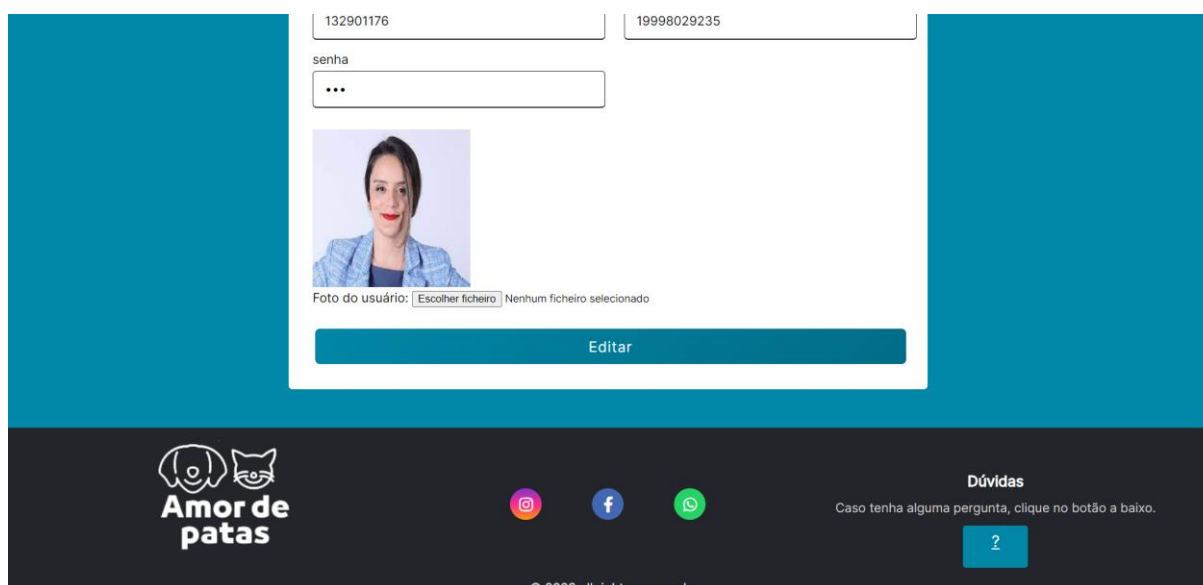 132901176 19998029235
senha
•••
Foto do usuário: Escolher ficheiro Nenhum ficheiro selecionado
Editar
Amor de
patas
Dúvidas
Caso tenha alguma pergunta, clique no botão a baixo.
?